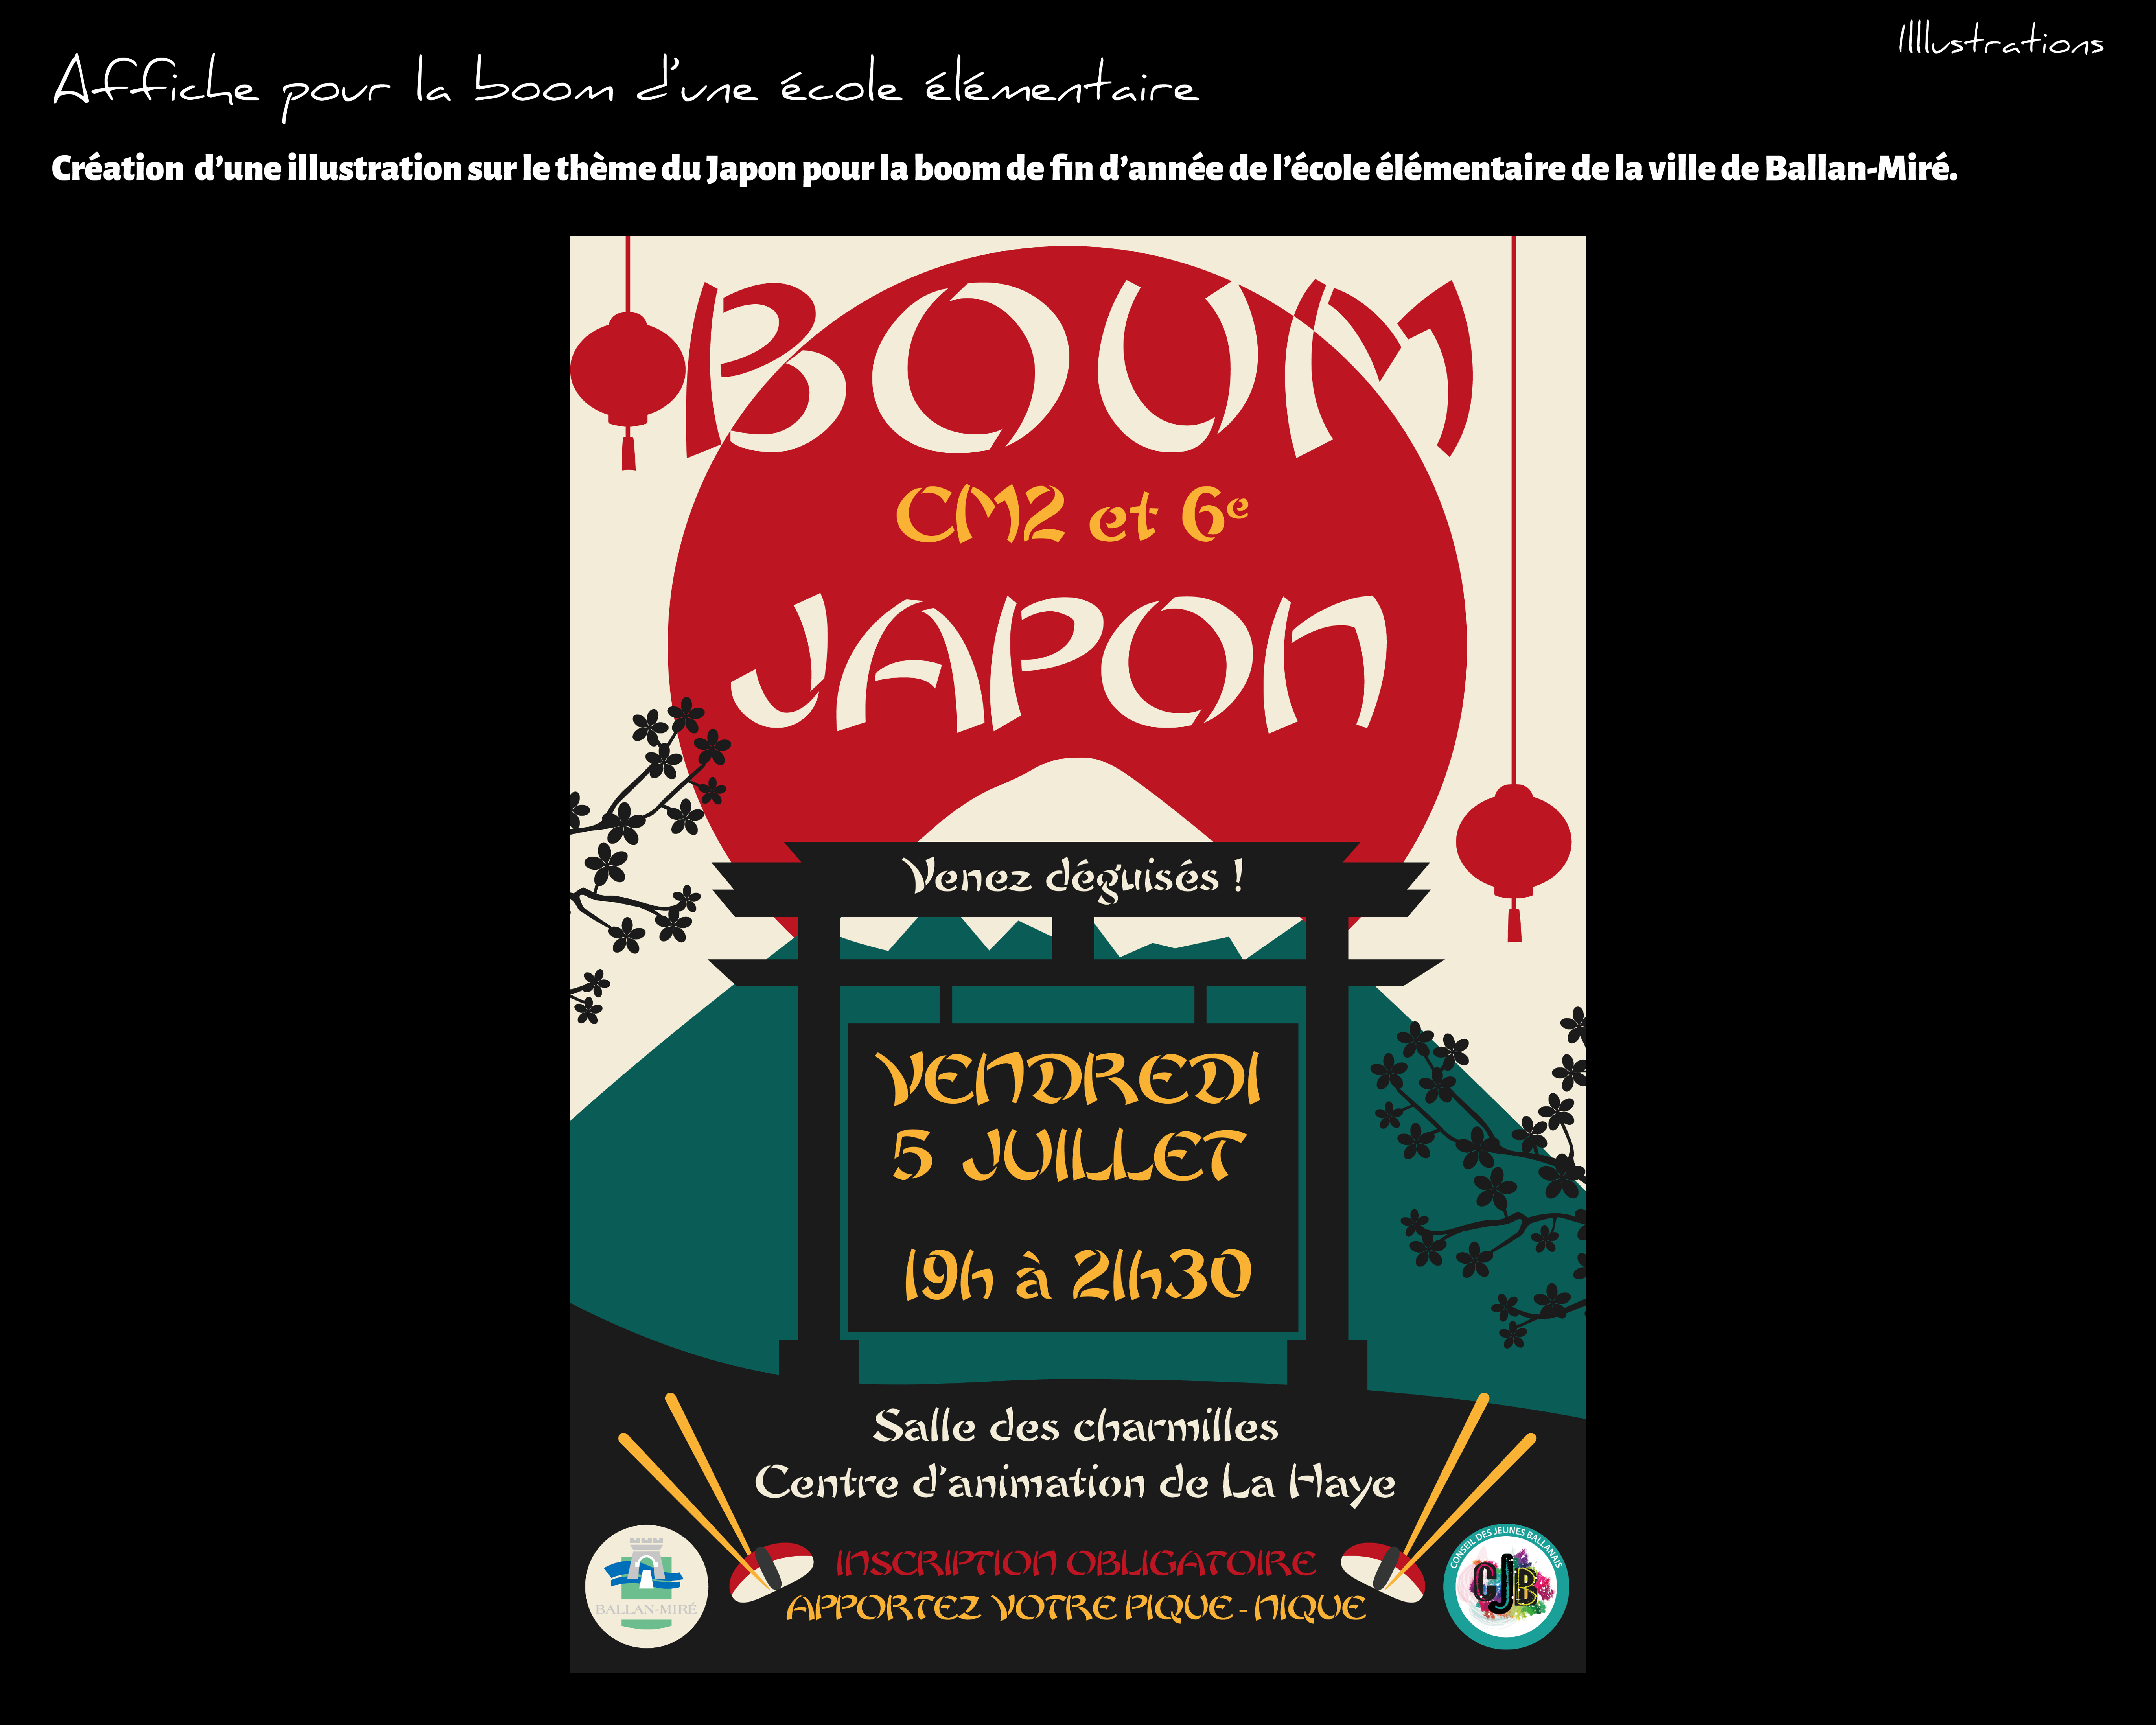 Illlustrations
Affiche pour la boom d'une école élémentaire
Création d'une illustration sur le thème du Japon pour la boom de fin d'année de l'école élémentaire de la ville de Ballan-Miré.
BOUM
CM2 et 6e
JAPON
Venez déguisés !
VENDREDI
5 JUILLET
19h à 21h30
Salle des charmilles
Centre d'animation de La Haye
INSCRIPTION OBLIGATOIRE
APPORTEZ VOTRE PIQUE-NIQUE
BALLAN-MIRÉ
CONSEIL DES JEUNES BALLANAIS
CJB